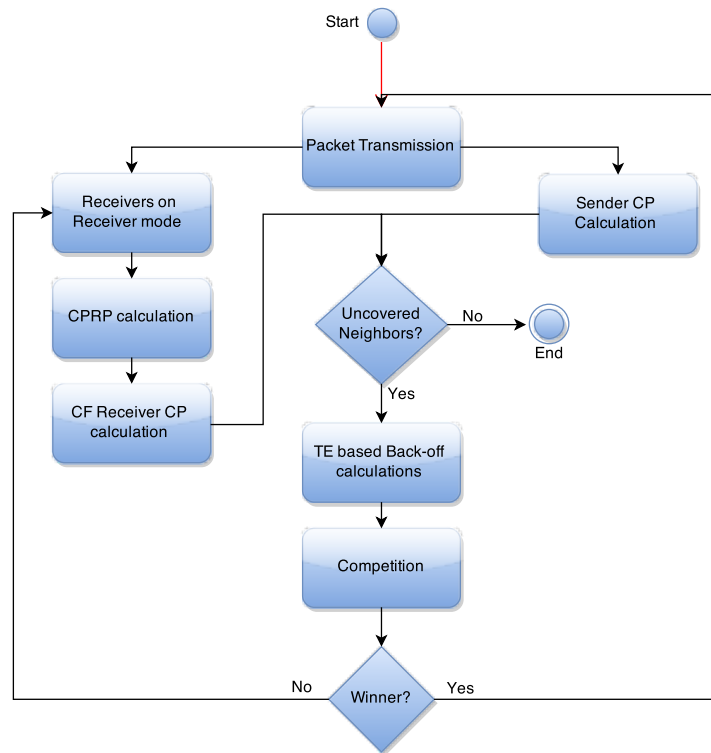 Start
Packet Transmission
Receivers on
Receiver mode
Sender CP
Calculation
CPRP calculation
Uncovered
Neighbors?
No
End
Yes
CF Receiver CP
calculation
TE based Back-off
calculations
Competition
No
Winner?
Yes